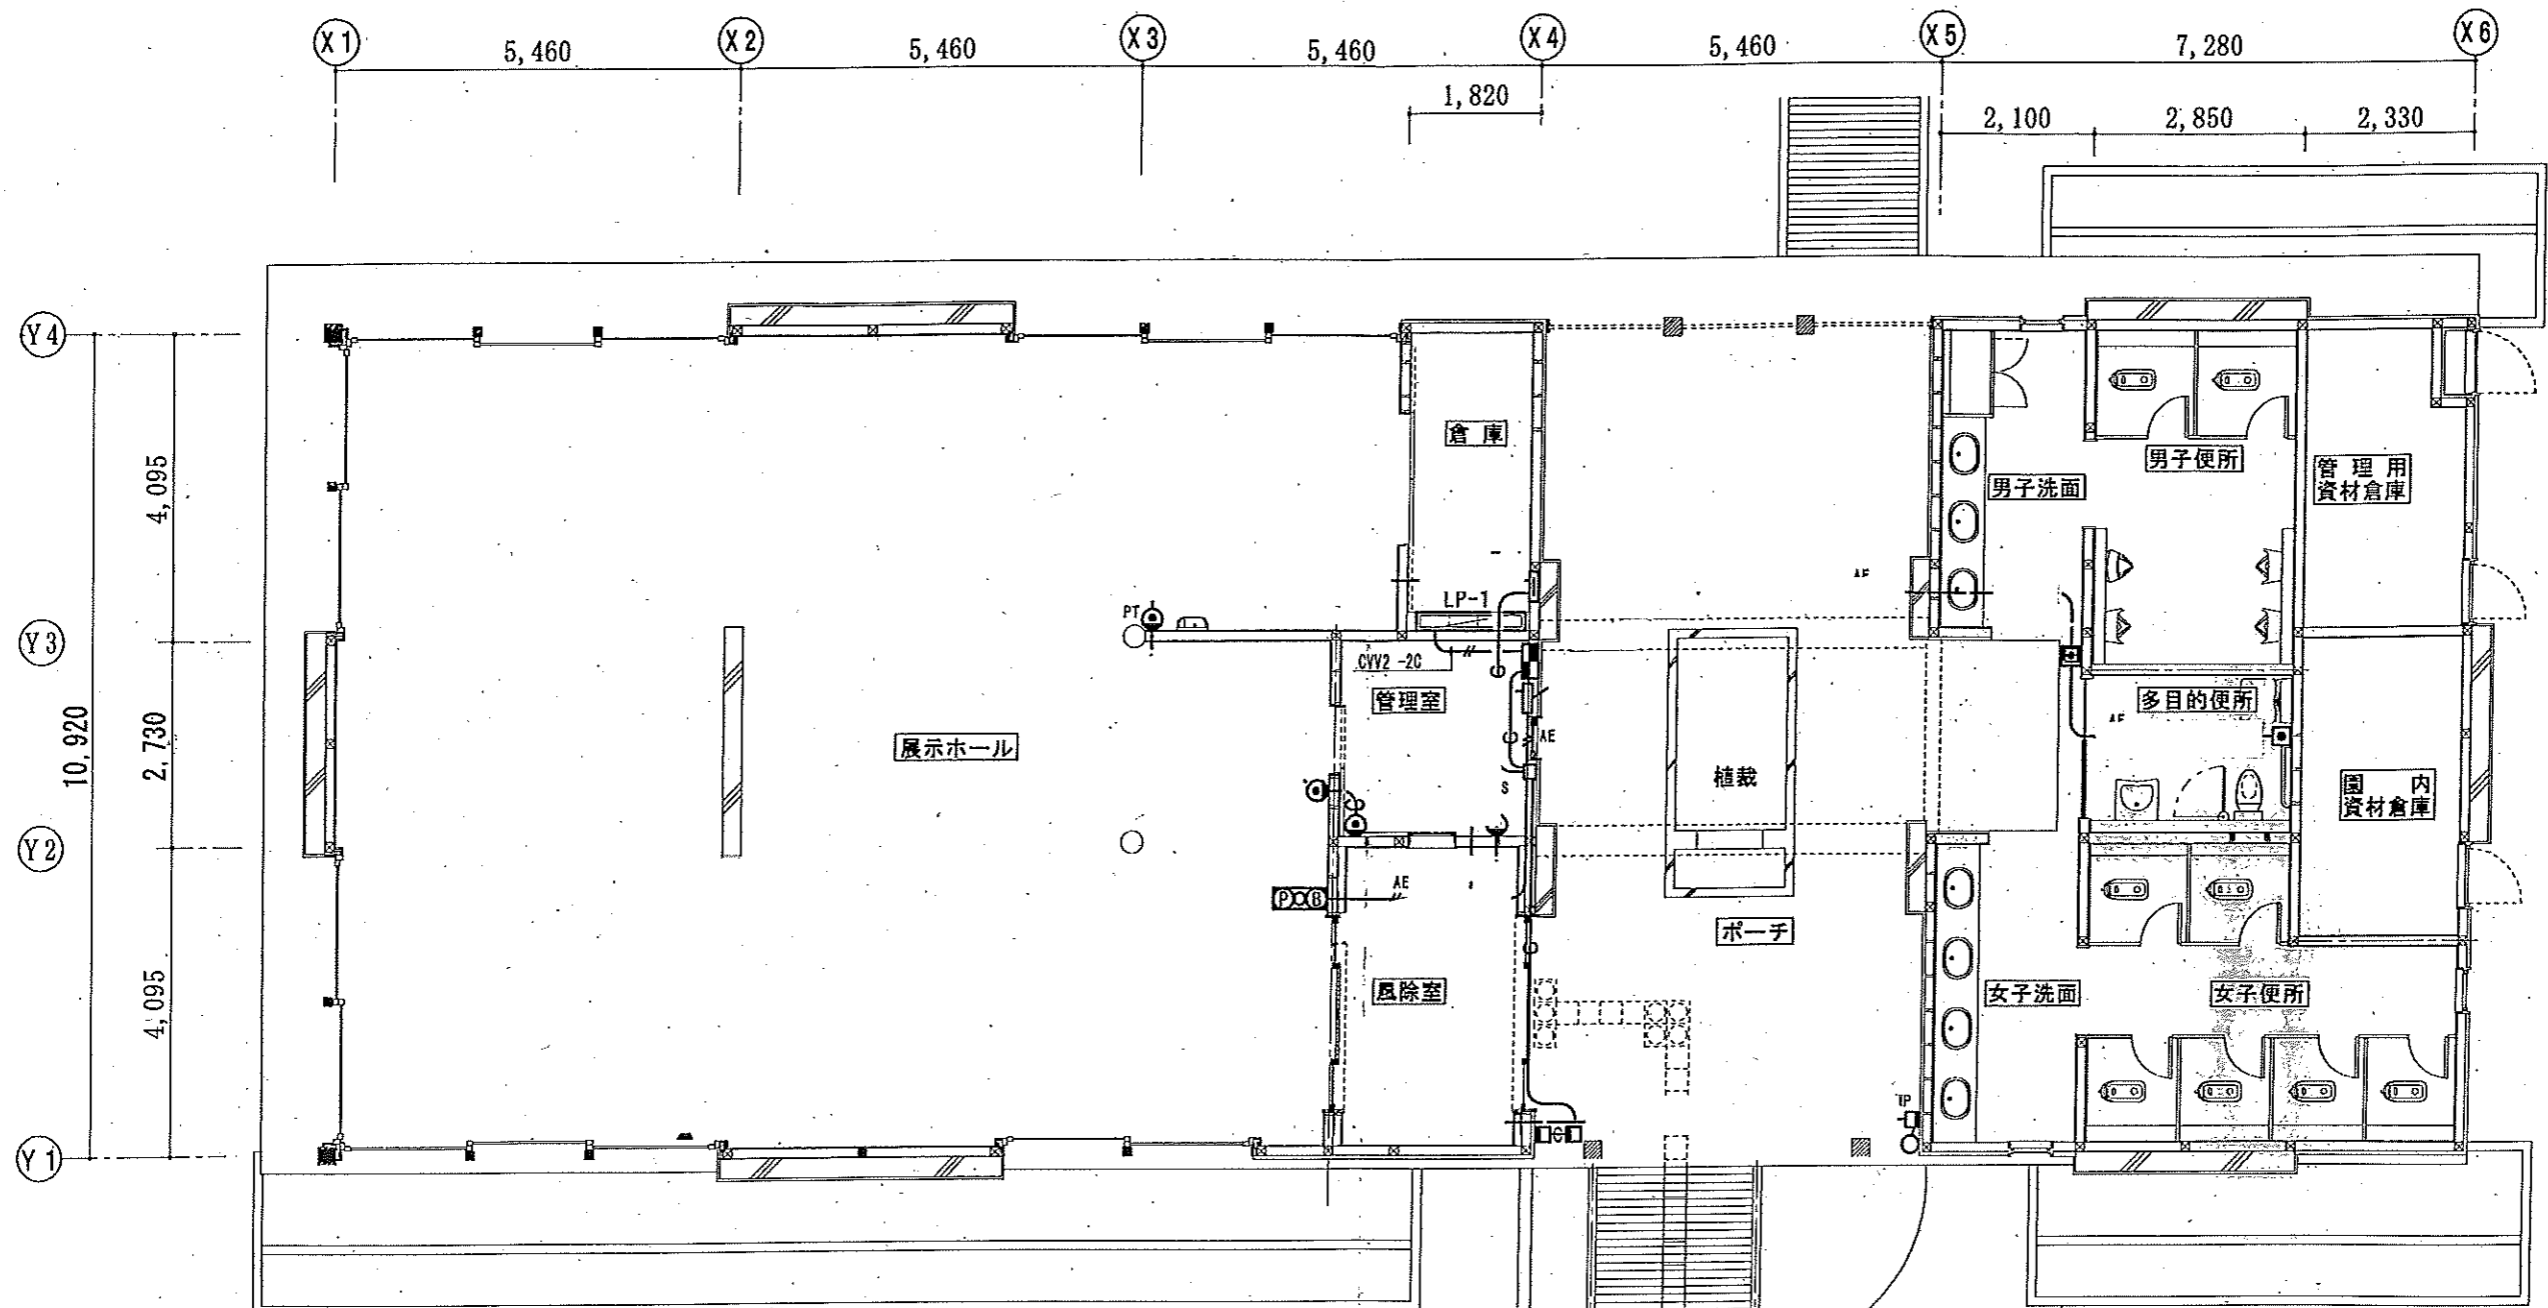 X1
X2
X3
X4
X5
X6
5,460
5,460
5,460
5,460
7,280
1,820
2,100
2,850
2,330
Y4
Y3
Y2
Y1
10,920
4,095
2,730
4,095
倉庫
男子便所
男子洗面
管理用
資材倉庫
LP-1
PT
CVV2-2C
管理室
多目的便所
AE
展示ホール
植裁
S
園内
資材倉庫
AE
P
B
ポーチ
風除室
女子洗面
女子便所